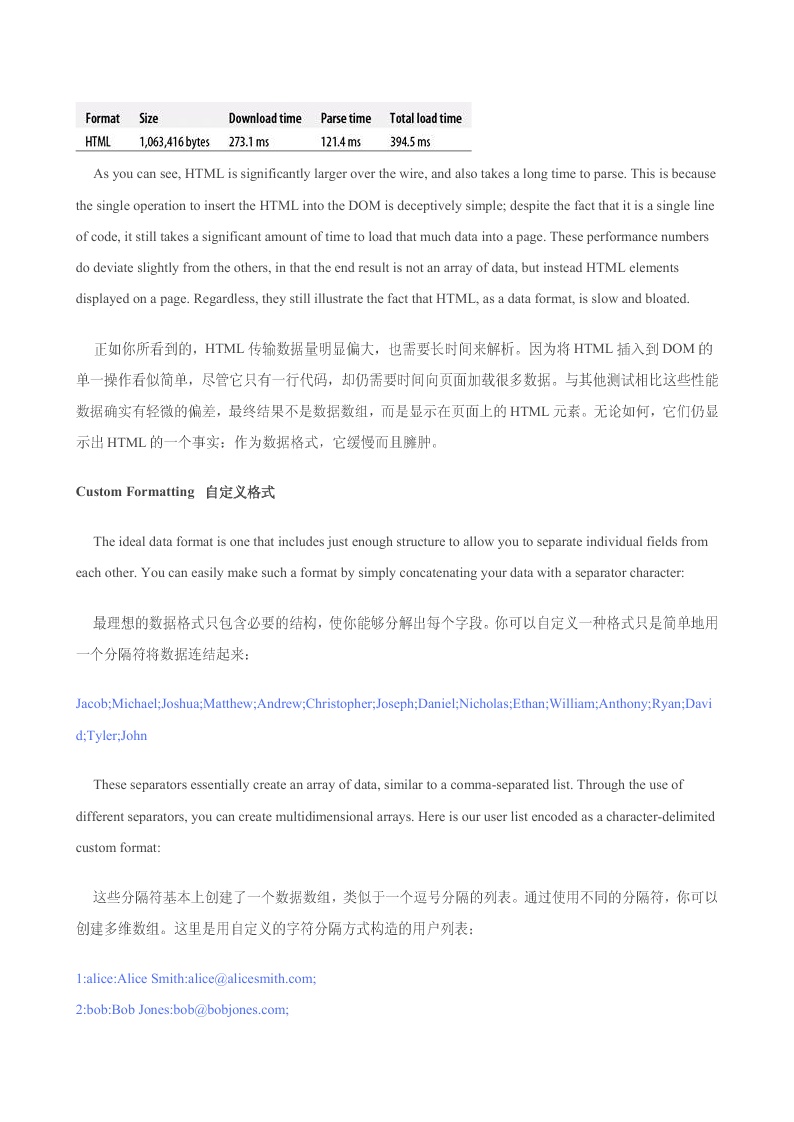 Format Size Download time Parse time Total load time
HTML 1,063,416 bytes 273.1 ms 121.4 ms 394.5 ms
As you can see, HTML is significantly larger over the wire, and also takes a long time to parse. This is because
the single operation to insert the HTML into the DOM is deceptively simple; despite the fact that it is a single line
of code, it still takes a significant amount of time to load that much data into a page. These performance numbers
do deviate slightly from the others, in that the end result is not an array of data, but instead HTML elements
displayed on a page. Regardless, they still illustrate the fact that HTML, as a data format, is slow and bloated.
正如你所看到的，HTML 传输数据量明显偏大，也需要长时间来解析。因为将 HTML 插入到 DOM 的
单一操作看似简单，尽管它只有一行代码，却仍需要时间向页面加载很多数据。与其他测试相比这些性能
数据确实有轻微的偏差，最终结果不是数据数组，而是显示在页面上的 HTML 元素。无论如何，它们仍显
示出 HTML 的一个事实：作为数据格式，它缓慢而且臃肿。
Custom Formatting 自定义格式
The ideal data format is one that includes just enough structure to allow you to separate individual fields from
each other. You can easily make such a format by simply concatenating your data with a separator character:
最理想的数据格式只包含必要的结构，使你能够分解出每个字段。你可以自定义一种格式只是简单地用
一个分隔符将数据连结起来：
Jacob;Michael;Joshua;Matthew;Andrew;Christopher;Joseph;Daniel;Nicholas;Ethan;William;Anthony;Ryan;Davi
d;Tyler;John
These separators essentially create an array of data, similar to a comma-separated list. Through the use of
different separators, you can create multidimensional arrays. Here is our user list encoded as a character-delimited
custom format:
这些分隔符基本上创建了一个数据数组，类似于一个逗号分隔的列表。通过使用不同的分隔符，你可以
创建多维数组。这里是用自定义的字符分隔方式构造的用户列表：
1:alice:Alice Smith:alice@alicesmith.com;
2:bob:Bob Jones:bob@bobjones.com;